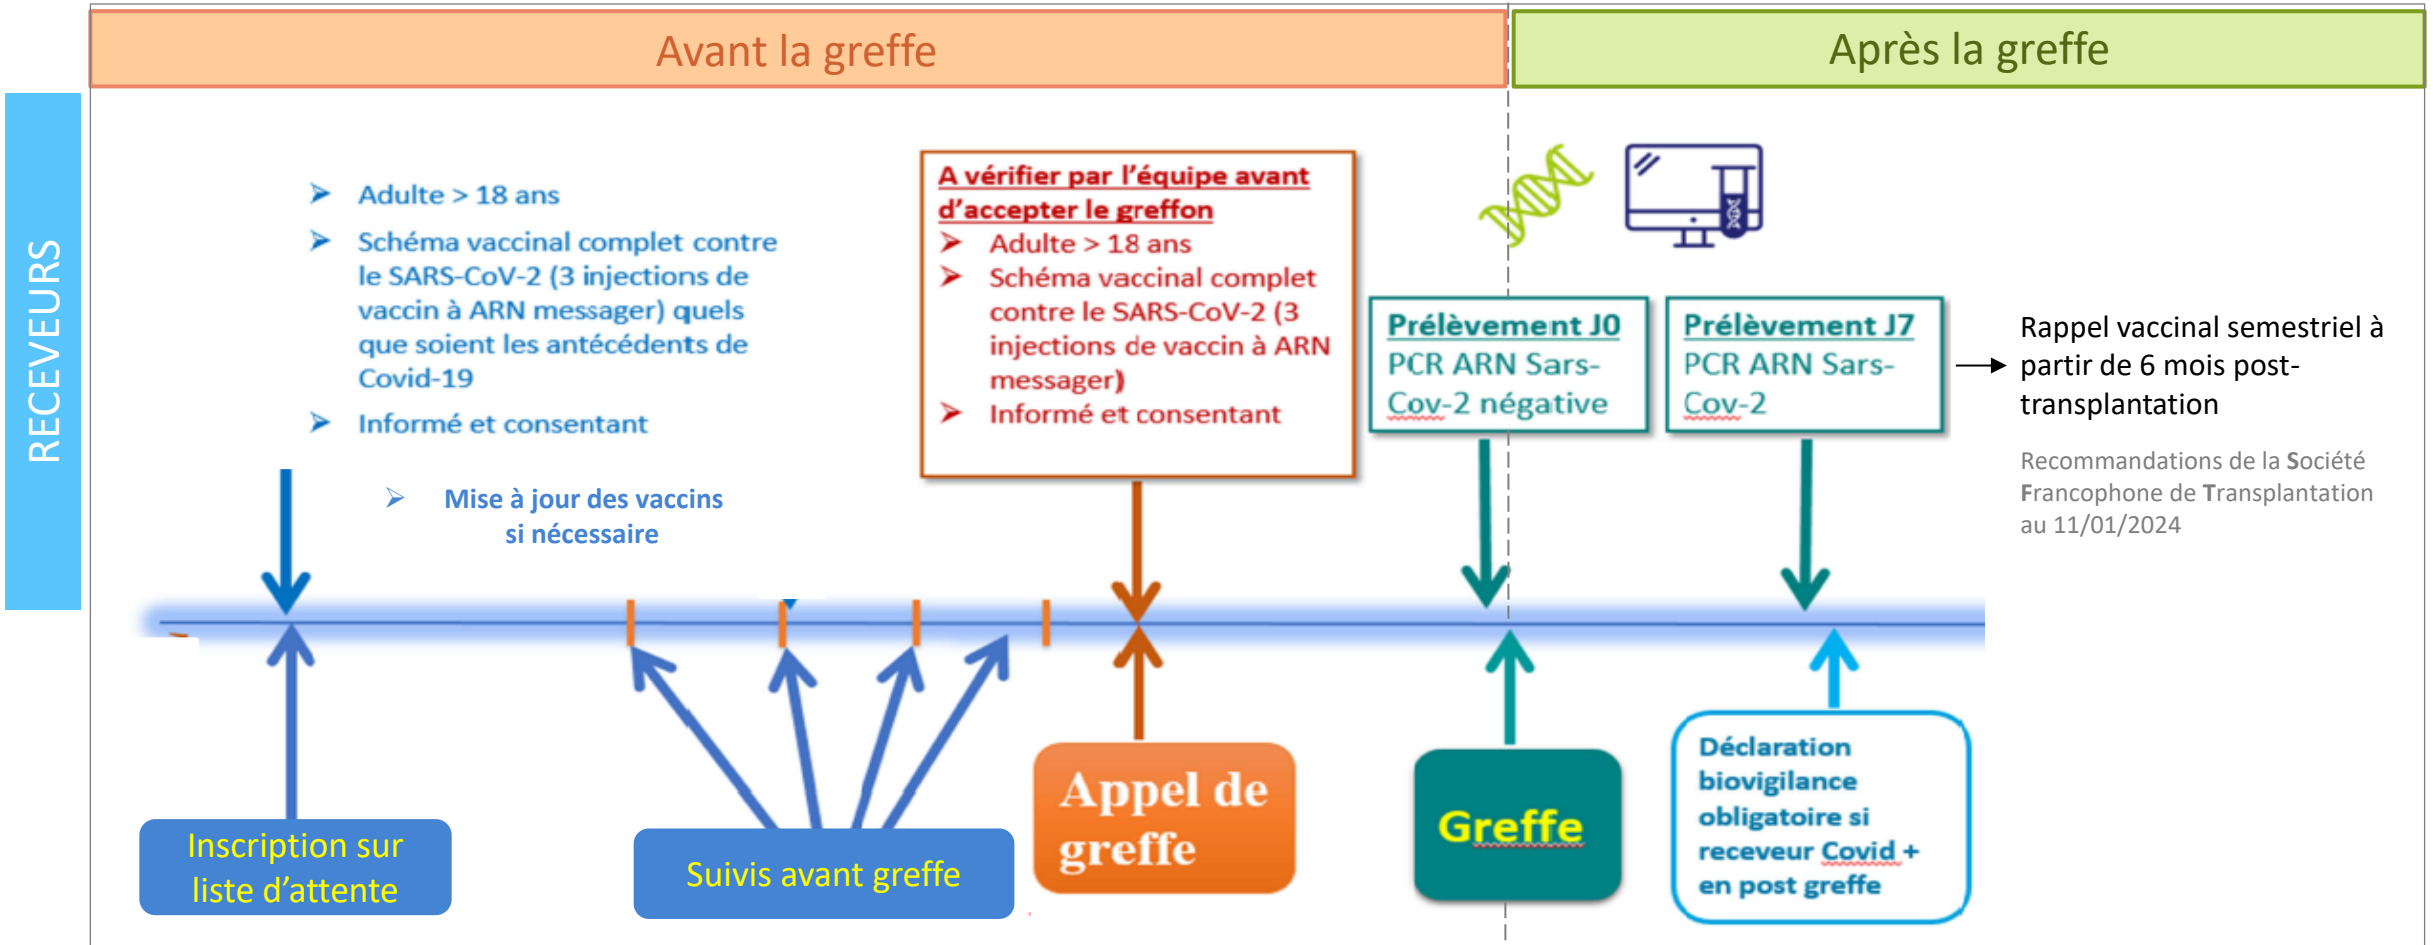 Avant la greffe
Après la greffe
RECEVEURS
Adulte > 18 ans
Schéma vaccinal complet contre
le SARS-CoV-2 (3 injections de
vaccin à ARN messager) quels
que soient les antécédents de
Covid-19
Informé et consentant
Mise à jour des vaccins
si nécessaire
A vérifier par l'équipe avant
d'accepter le greffon
Adulte > 18 ans
Schéma vaccinal complet
contre le SARS-CoV-2 (3
injections de vaccin à ARN
messager)
Informé et consentant
Prélèvement J0
PCR ARN Sars-
Cov-2 négative
Prélèvement J7
PCR ARN Sars-
Cov-2
Rappel vaccinal semestriel à
partir de 6 mois post-
transplantation
Recommandations de la Société
Francophone de Transplantation
au 11/01/2024
Inscription sur
liste d'attente
Suivis avant greffe
Appel de
greffe
Greffe
Déclaration
biovigilance
obligatoire si
receveur Covid +
en post greffe